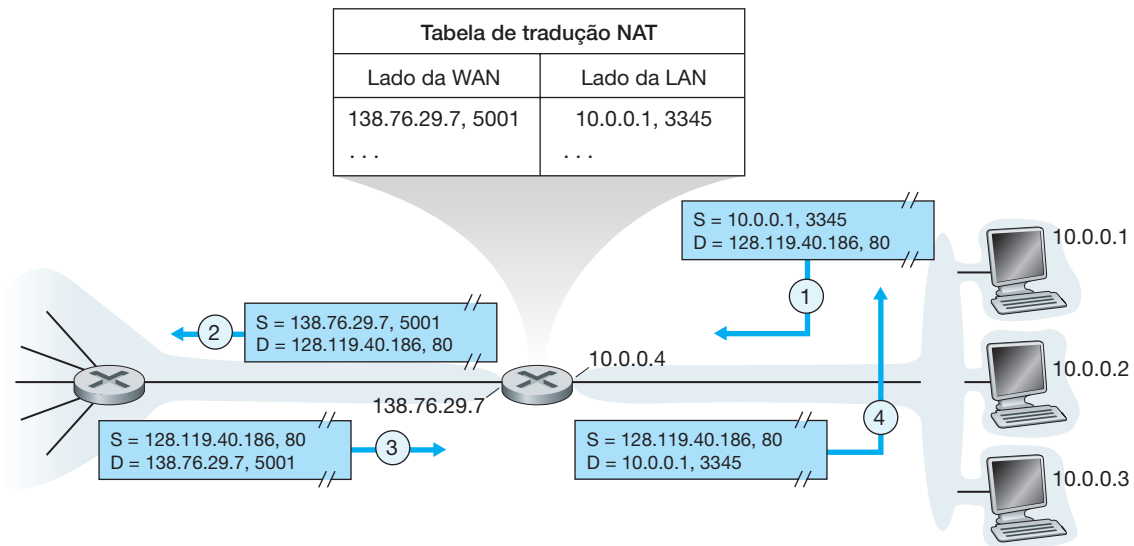 Tabela de tradução NAT
Lado da WAN Lado da LAN
138.76.29.7, 5001 10.0.0.1, 3345
. . . . . .
S = 10.0.0.1, 3345
D = 128.119.40.186, 80
10.0.0.1
1
2
S = 138.76.29.7, 5001
D = 128.119.40.186, 80
10.0.0.4
10.0.0.2
138.76.29.7
4
S = 128.119.40.186, 80
D = 138.76.29.7, 5001
3
S = 128.119.40.186, 80
D = 10.0.0.1, 3345
10.0.0.3